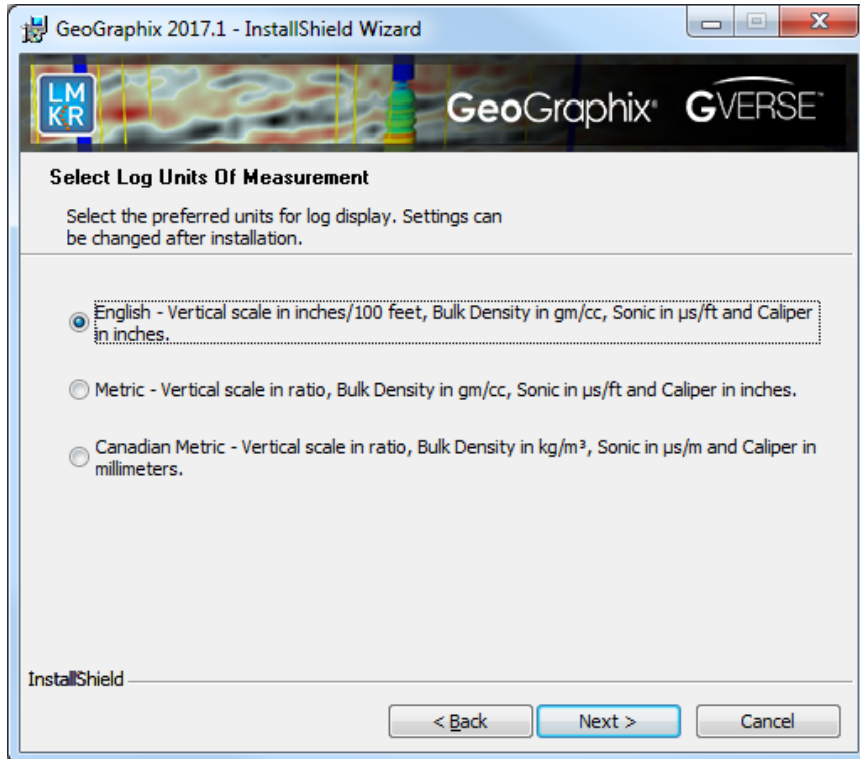 GeoGraphix 2017.1 - InstallShield Wizard
LM
KR
GeoGraphix® GVERSE™
Select Log Units Of Measurement
Select the preferred units for log display. Settings can
be changed after installation.
English - Vertical scale in inches/100 feet, Bulk Density in gm/cc, Sonic in µs/ft and Caliper
in inches.
Metric - Vertical scale in ratio, Bulk Density in gm/cc, Sonic in µs/ft and Caliper in inches.
Canadian Metric - Vertical scale in ratio, Bulk Density in kg/m³, Sonic in µs/m and Caliper in
millimeters.
InstallShield
< Back
Next >
Cancel